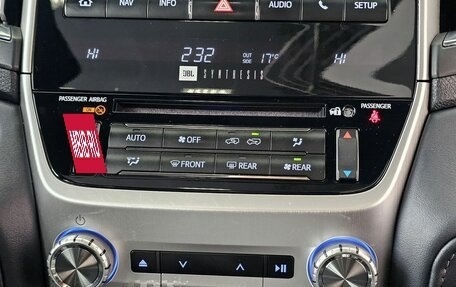 NAV INFO AUDIO SETUP
HI 232 OUT SIDE 17°C HI
JBL SYNTHESIS
PASSENGER AIRBAG PASSENGER
ON
AUTO OFF
FRONT REAR REAR